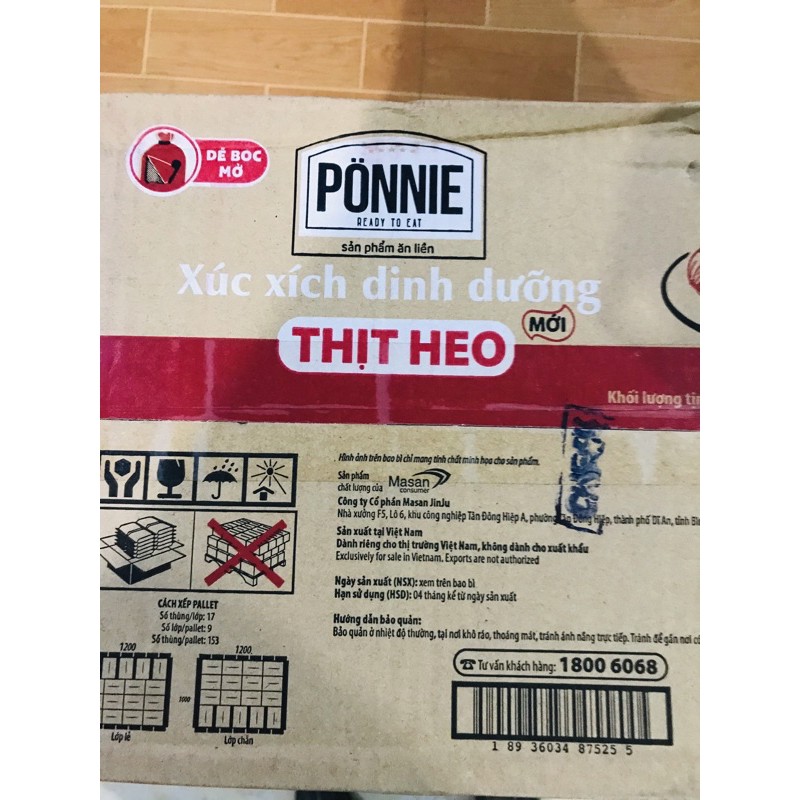 DỄ BÓC
MỞ
PÖNNIE
READY TO EAT
sản phẩm ăn liền
Xúc xích dinh dưỡng
MỚI
THỊT HEO
Khối lượng
Hình ảnh trên bao bì chỉ mang tính chất minh họa cho sản phẩm.
Sản phẩm
chất lượng của
Masan
consumer
Công ty Cổ phần Masan JinJu
Nhà xưởng F5, Lô 6, khu công nghiệp Tân Đông Hiệp A, phường Tân Đông Hiệp, thành phố Dĩ An, tỉnh
Sản xuất tại Việt Nam
Dành riêng cho thị trường Việt Nam, không dành cho xuất khẩu
Exclusively for sale in Vietnam. Exports are not authorized
Ngày sản xuất (NSX): xem trên bao bì
Hạn sử dụng (HSD): 04 tháng kể từ ngày sản xuất
Hướng dẫn bảo quản:
Bảo quản ở nhiệt độ thường, tại nơi khô ráo, thoáng mát, tránh ánh nắng trực tiếp. Tránh để gần nơi
CÁCH XẾP PALLET
Số thùng/lớp: 17
Số lớp/pallet: 9
Số thùng/pallet: 153
1200
1200
1000
Lớp lẻ
Lớp chẵn
Tư vấn khách hàng: 1800 6068
1 89 36034 87525 5